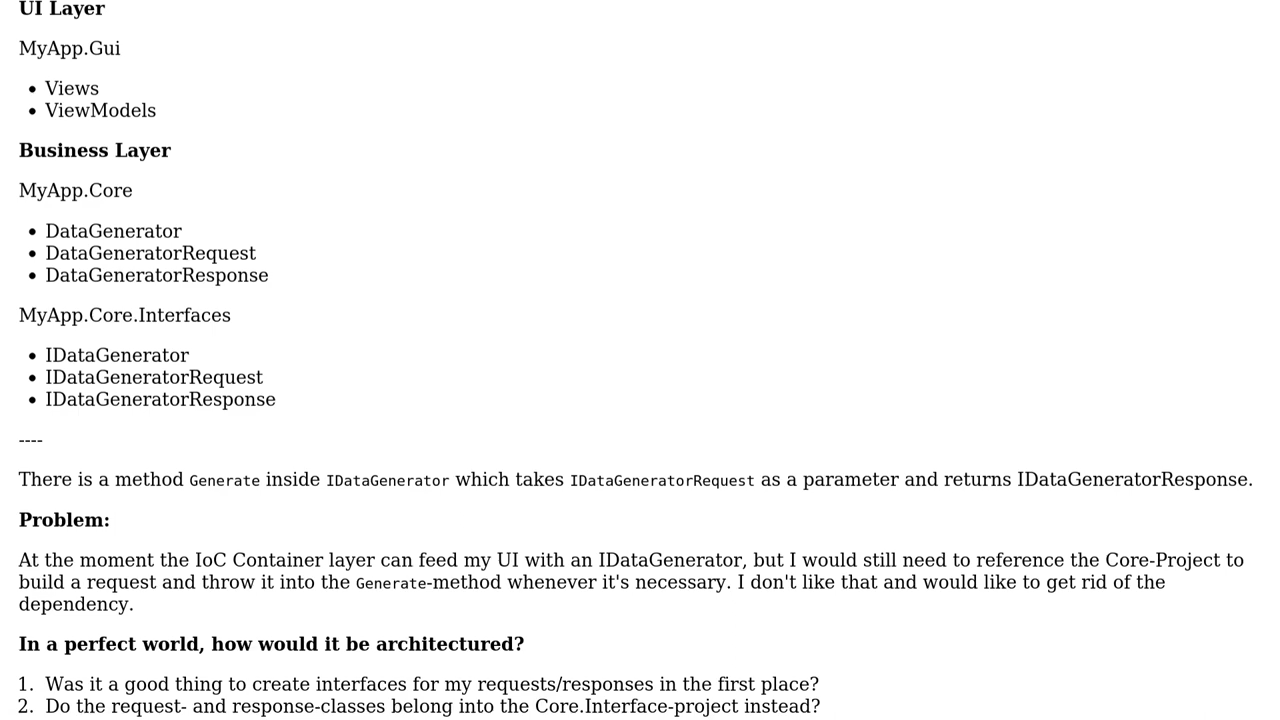 UI Layer
MyApp.Gui
• Views
• ViewModels
Business Layer
MyApp.Core
• DataGenerator
• DataGeneratorRequest
• DataGeneratorResponse
MyApp.Core.Interfaces
• IDataGenerator
• IDataGeneratorRequest
• IDataGeneratorResponse
----
There is a method Generate inside IDataGenerator which takes IDataGeneratorRequest as a parameter and returns IDataGeneratorResponse.
Problem:
At the moment the IoC Container layer can feed my UI with an IDataGenerator, but I would still need to reference the Core-Project to
build a request and throw it into the Generate-method whenever it's necessary. I don't like that and would like to get rid of the
dependency.
In a perfect world, how would it be architectured?
1. Was it a good thing to create interfaces for my requests/responses in the first place?
2. Do the request- and response-classes belong into the Core.Interface-project instead?